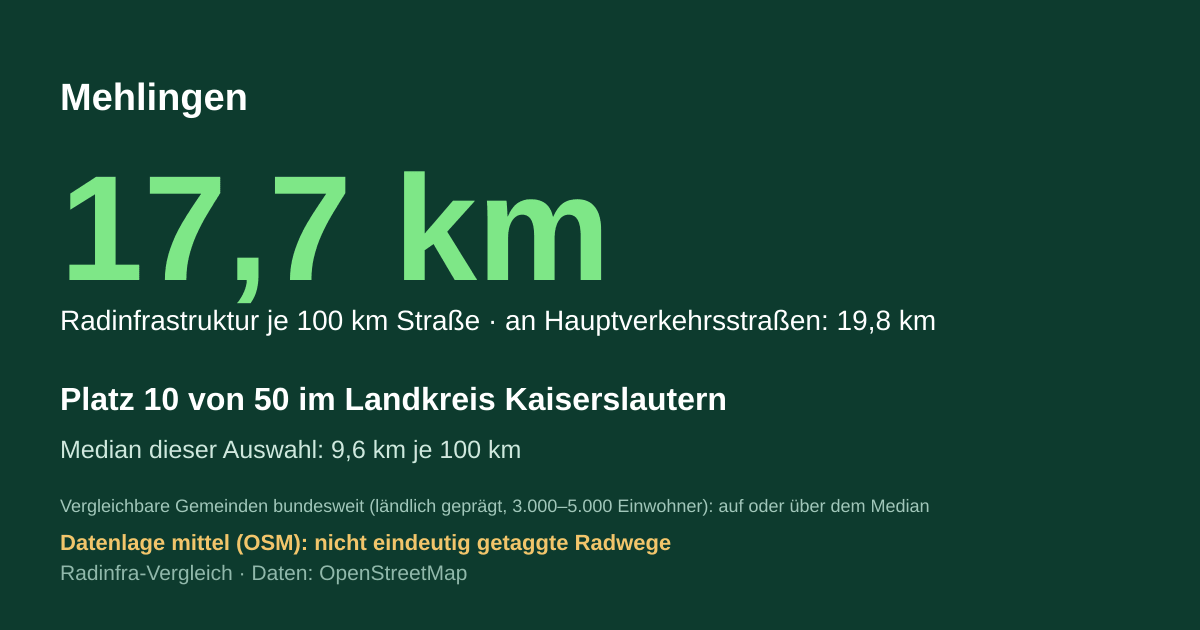 Mehlingen
17,7 km
Radinfrastruktur je 100 km Straße · an Hauptverkehrsstraßen: 19,8 km
Platz 10 von 50 im Landkreis Kaiserslautern
Median dieser Auswahl: 9,6 km je 100 km
Vergleichbare Gemeinden bundesweit (ländlich geprägt, 3.000–5.000 Einwohner): auf oder über dem Median
Datenlage mittel (OSM): nicht eindeutig getaggte Radwege
Radinfra-Vergleich · Daten: OpenStreetMap